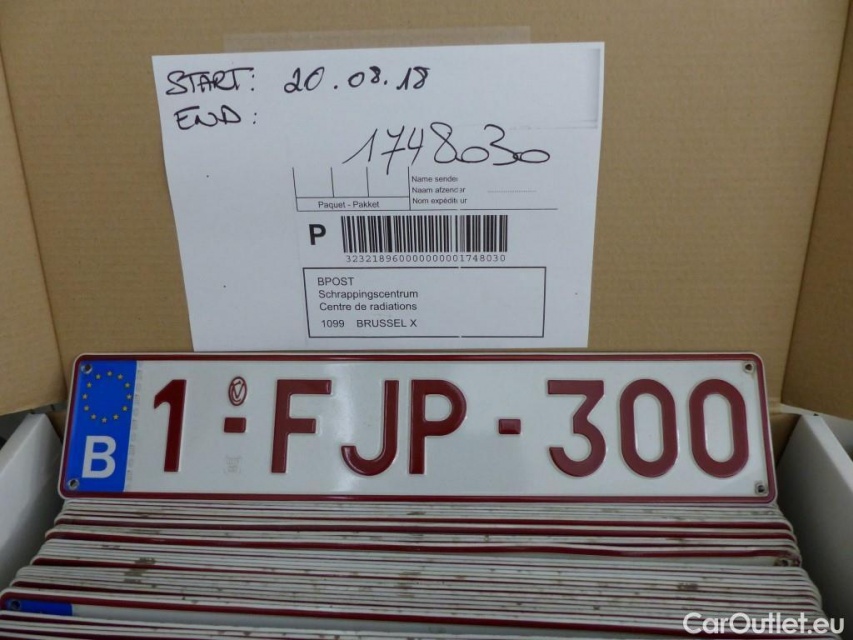 START: 20.08.18
END:
1748030
Name sender
Naam afzender
Nom expéditeur
Paquet - Pakket
P
323218960000000001748030
BPOST
Schrappingscentrum
Centre de radiations
1099 BRUSSEL X
B 1-FJP-300
CarOutlet.eu